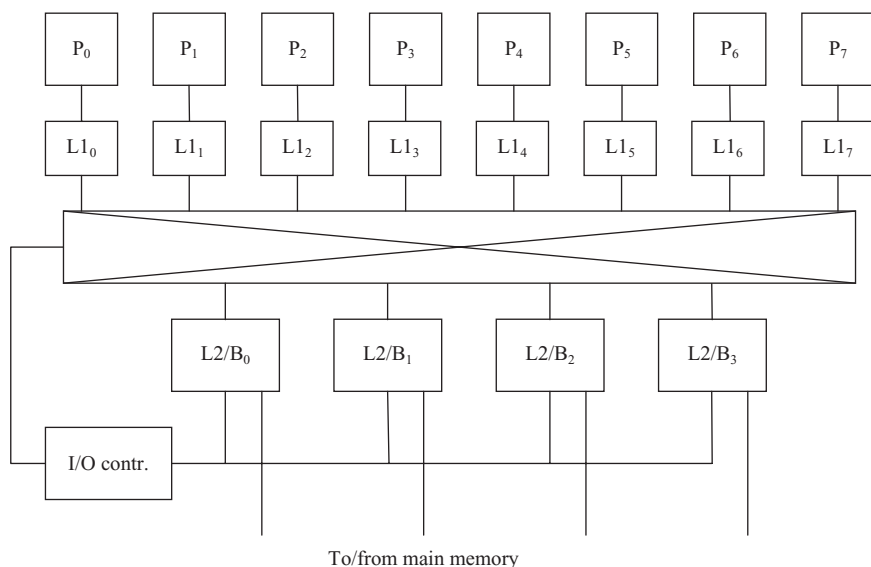 P₀ P₁ P₂ P₃ P₄ P₅ P₆ P₇
L1₀ L1₁ L1₂ L1₃ L1₄ L1₅ L1₆ L1₇
L2/B₀ L2/B₁ L2/B₂ L2/B₃
I/O contr.
To/from main memory